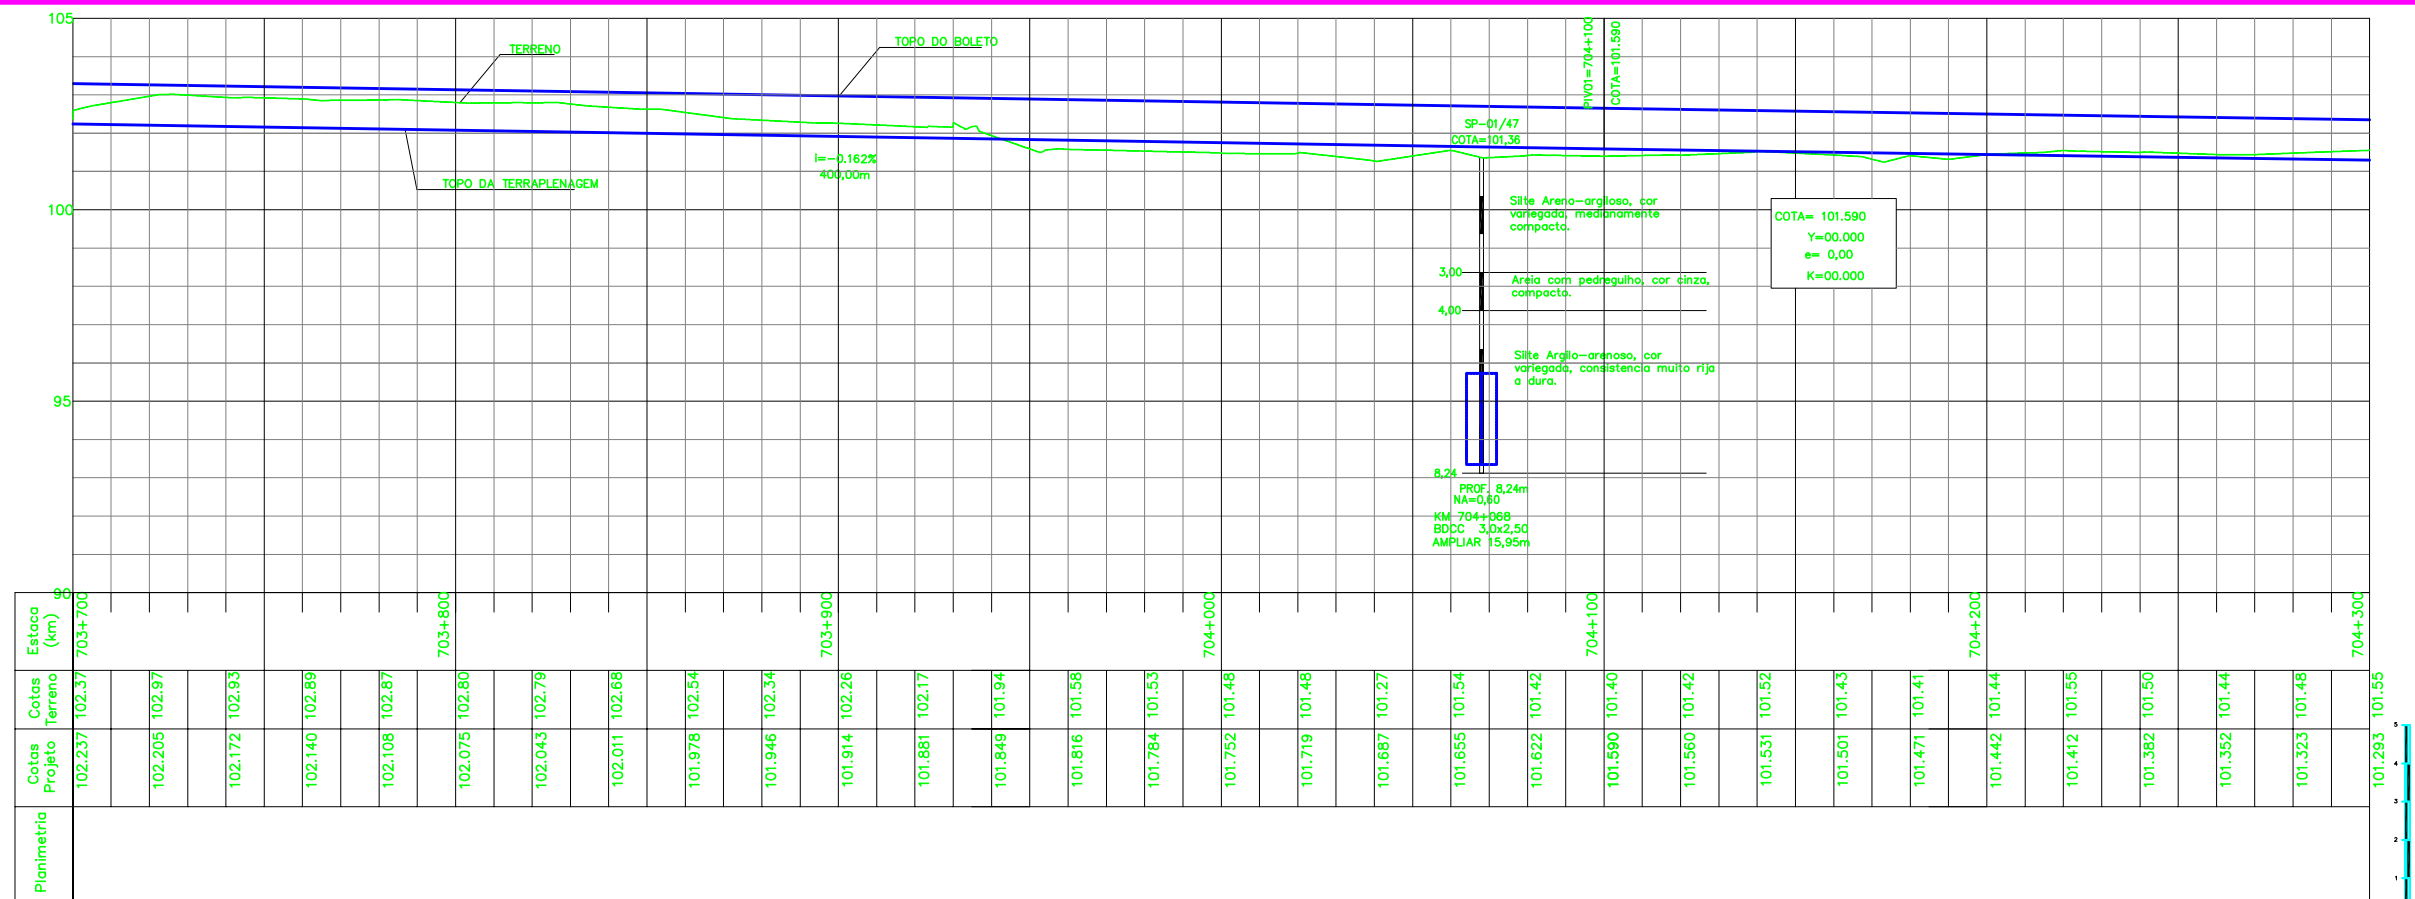 105
100
95
90
TERRENO
TOPO DO BOLETO
TOPO DA TERRAPLENAGEM
i=-0.162%
400,00m
PIV01=704+100
COTA=101.590
SP-01/47
COTA=101,36
Silte Areno-argiloso, cor
variegada, medianamente
compacto.
3,00
Areia com pedregulho, cor cinza,
compacto.
4,00
Silte Argilo-arenoso, cor
variegada, consistencia muito rija
a dura.
8,24
PROF. 8,24m
NA=0,60
KM 704+068
BDCC 3,0x2,50
AMPLIAR 15,95m
COTA= 101.590
Y=00.000
e= 0,00
K=00.000
Estaca
(km)
703+700 703+800 703+900 704+000 704+100 704+200 704+300
Cotas
Terreno
102.37 102.97 102.93 102.89 102.87 102.80 102.79 102.68 102.54 102.34 102.26 102.17 101.94 101.58 101.53 101.48 101.48 101.27 101.54 101.42 101.40 101.42 101.52 101.43 101.41 101.44 101.55 101.50 101.44 101.48 101.55
Cotas
Projeto
102.237 102.205 102.172 102.140 102.108 102.075 102.043 102.011 101.978 101.946 101.914 101.881 101.849 101.816 101.784 101.752 101.719 101.687 101.655 101.622 101.590 101.560 101.531 101.501 101.471 101.442 101.412 101.382 101.352 101.323 101.293
Planimetria
5
4
3
2
1